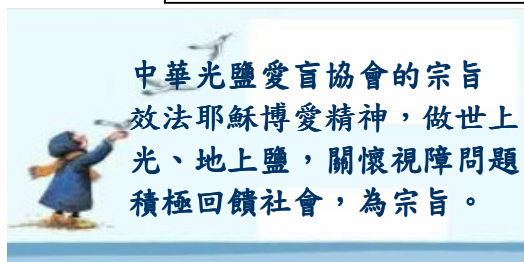 中華光鹽愛盲協會的宗旨
效法耶穌博愛精神，做世上
光、地上鹽，關懷視障問題
積極回饋社會，為宗旨。